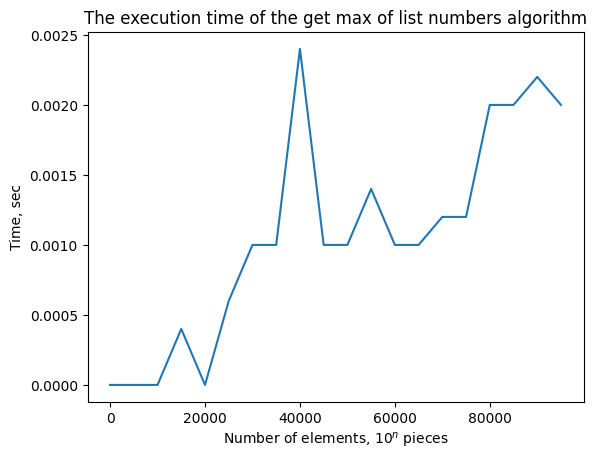 The execution time of the get max of list numbers algorithm
0.0025
0.0020
0.0015
0.0010
0.0005
0.0000
Time, sec
0 20000 40000 60000 80000
Number of elements, 10ⁿ pieces